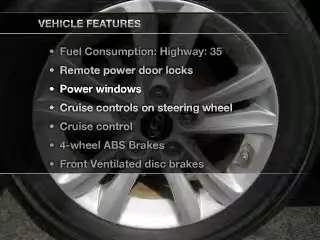 VEHICLE FEATURES
• Fuel Consumption: Highway: 35
• Remote power door locks
• Power windows
• Cruise controls on steering wheel
• Cruise control
• 4-wheel ABS Brakes
• Front Ventilated disc brakes